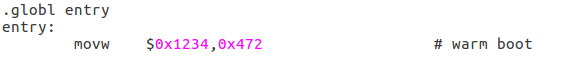 .globl entry
entry:
        movw    $0x1234,0x472                   # warm boot